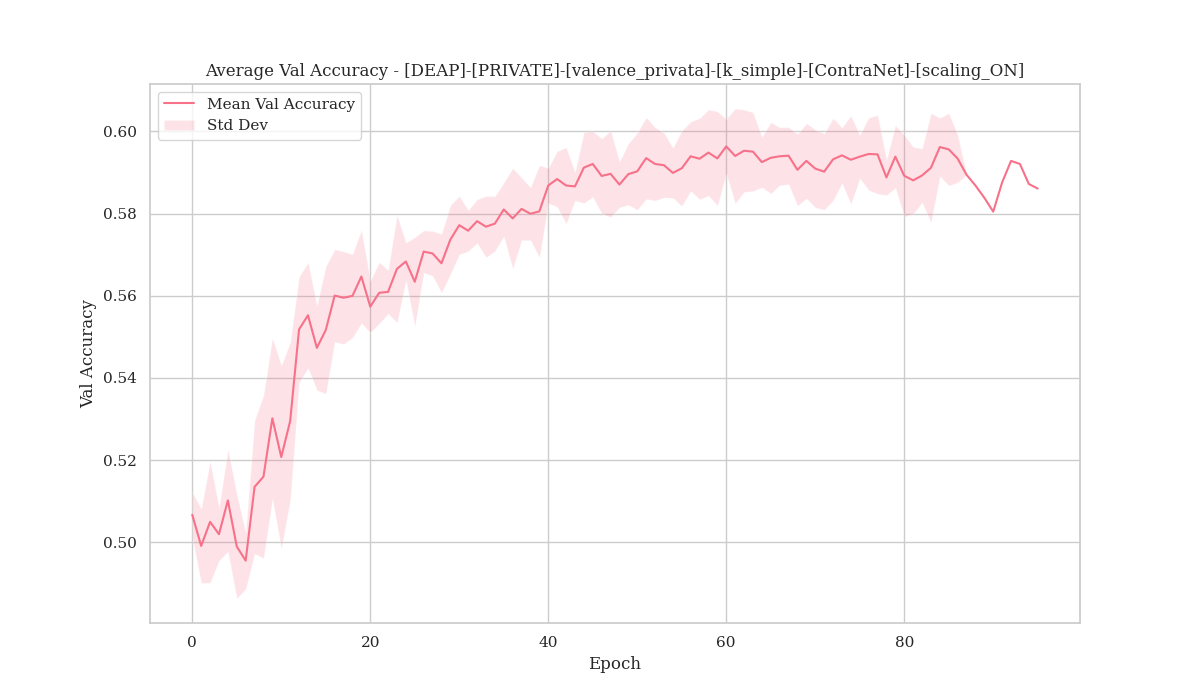 Average Val Accuracy - [DEAP]-[PRIVATE]-[valence_privata]-[k_simple]-[ContraNet]-[scaling_ON]
Mean Val Accuracy
Std Dev
0.60
0.58
0.56
0.54
0.52
0.50
Val Accuracy
0
20
40
60
80
Epoch